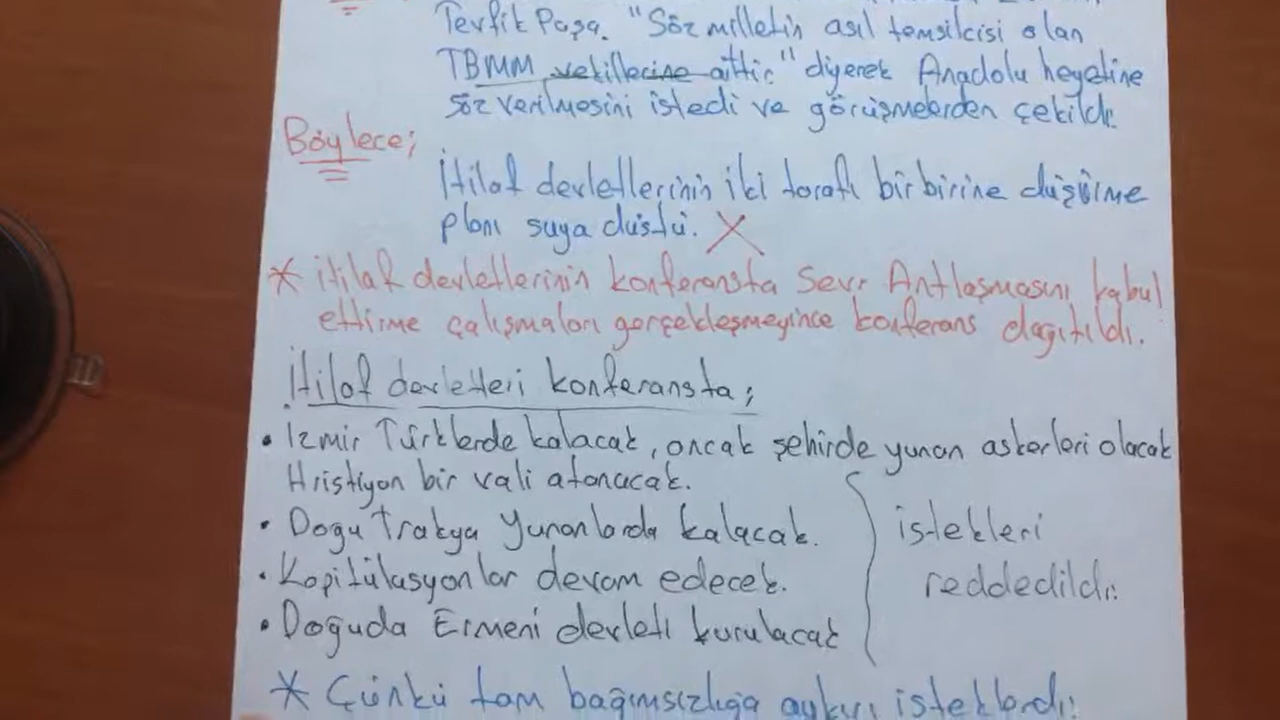 Tevfik Paşa. "Söz milletin asıl temsilcisi olan
TBMM vekillerine aittir" diyerek Anadolu heyetine
söz verilmesini istedi ve görüşmelerden çekildi.
Böylece;
İtilaf devletlerinin iki tarafı birbirine düşürme
planı suya düştü. X
* itilaf devletlerinin konferansta Sevr Antlaşmasını kabul
ettirme çalışmaları gerçekleşmeyince konferans dağıtıldı.
İtilaf devletleri konferansta;
• İzmir Türklerde kalacak, ancak şehirde yunan askerleri olacak
Hristiyan bir vali atanacak.
• Doğu Trakya Yunanlarda kalacak.
• Kapitülasyonlar devam edecek.
• Doğuda Ermeni devleti kurulacak
istekleri
reddedildi.
* Çünkü tam bağımsızlığa aykırı isteklerdi.